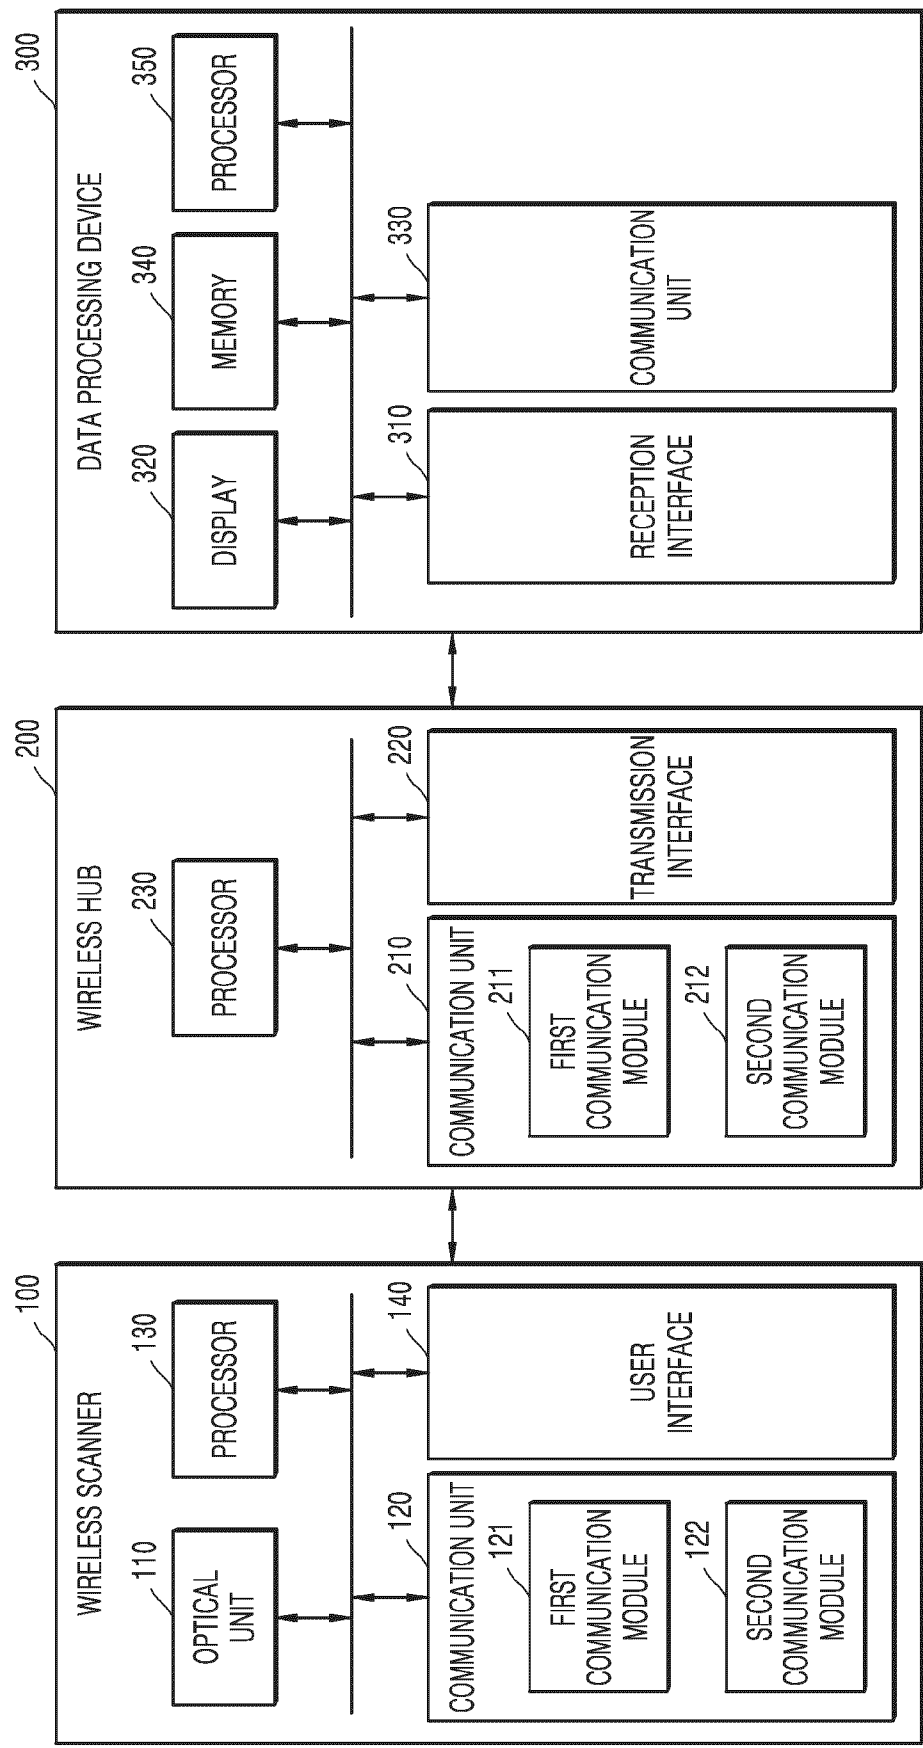 100
WIRELESS SCANNER
110
OPTICAL
UNIT
130
PROCESSOR
120
COMMUNICATION UNIT
121
FIRST
COMMUNICATION
MODULE
122
SECOND
COMMUNICATION
MODULE
140
USER
INTERFACE
200
WIRELESS HUB
230
PROCESSOR
210
COMMUNICATION UNIT
211
FIRST
COMMUNICATION
MODULE
212
SECOND
COMMUNICATION
MODULE
220
TRANSMISSION
INTERFACE
300
DATA PROCESSING DEVICE
320
DISPLAY
340
MEMORY
350
PROCESSOR
310
RECEPTION
INTERFACE
330
COMMUNICATION
UNIT